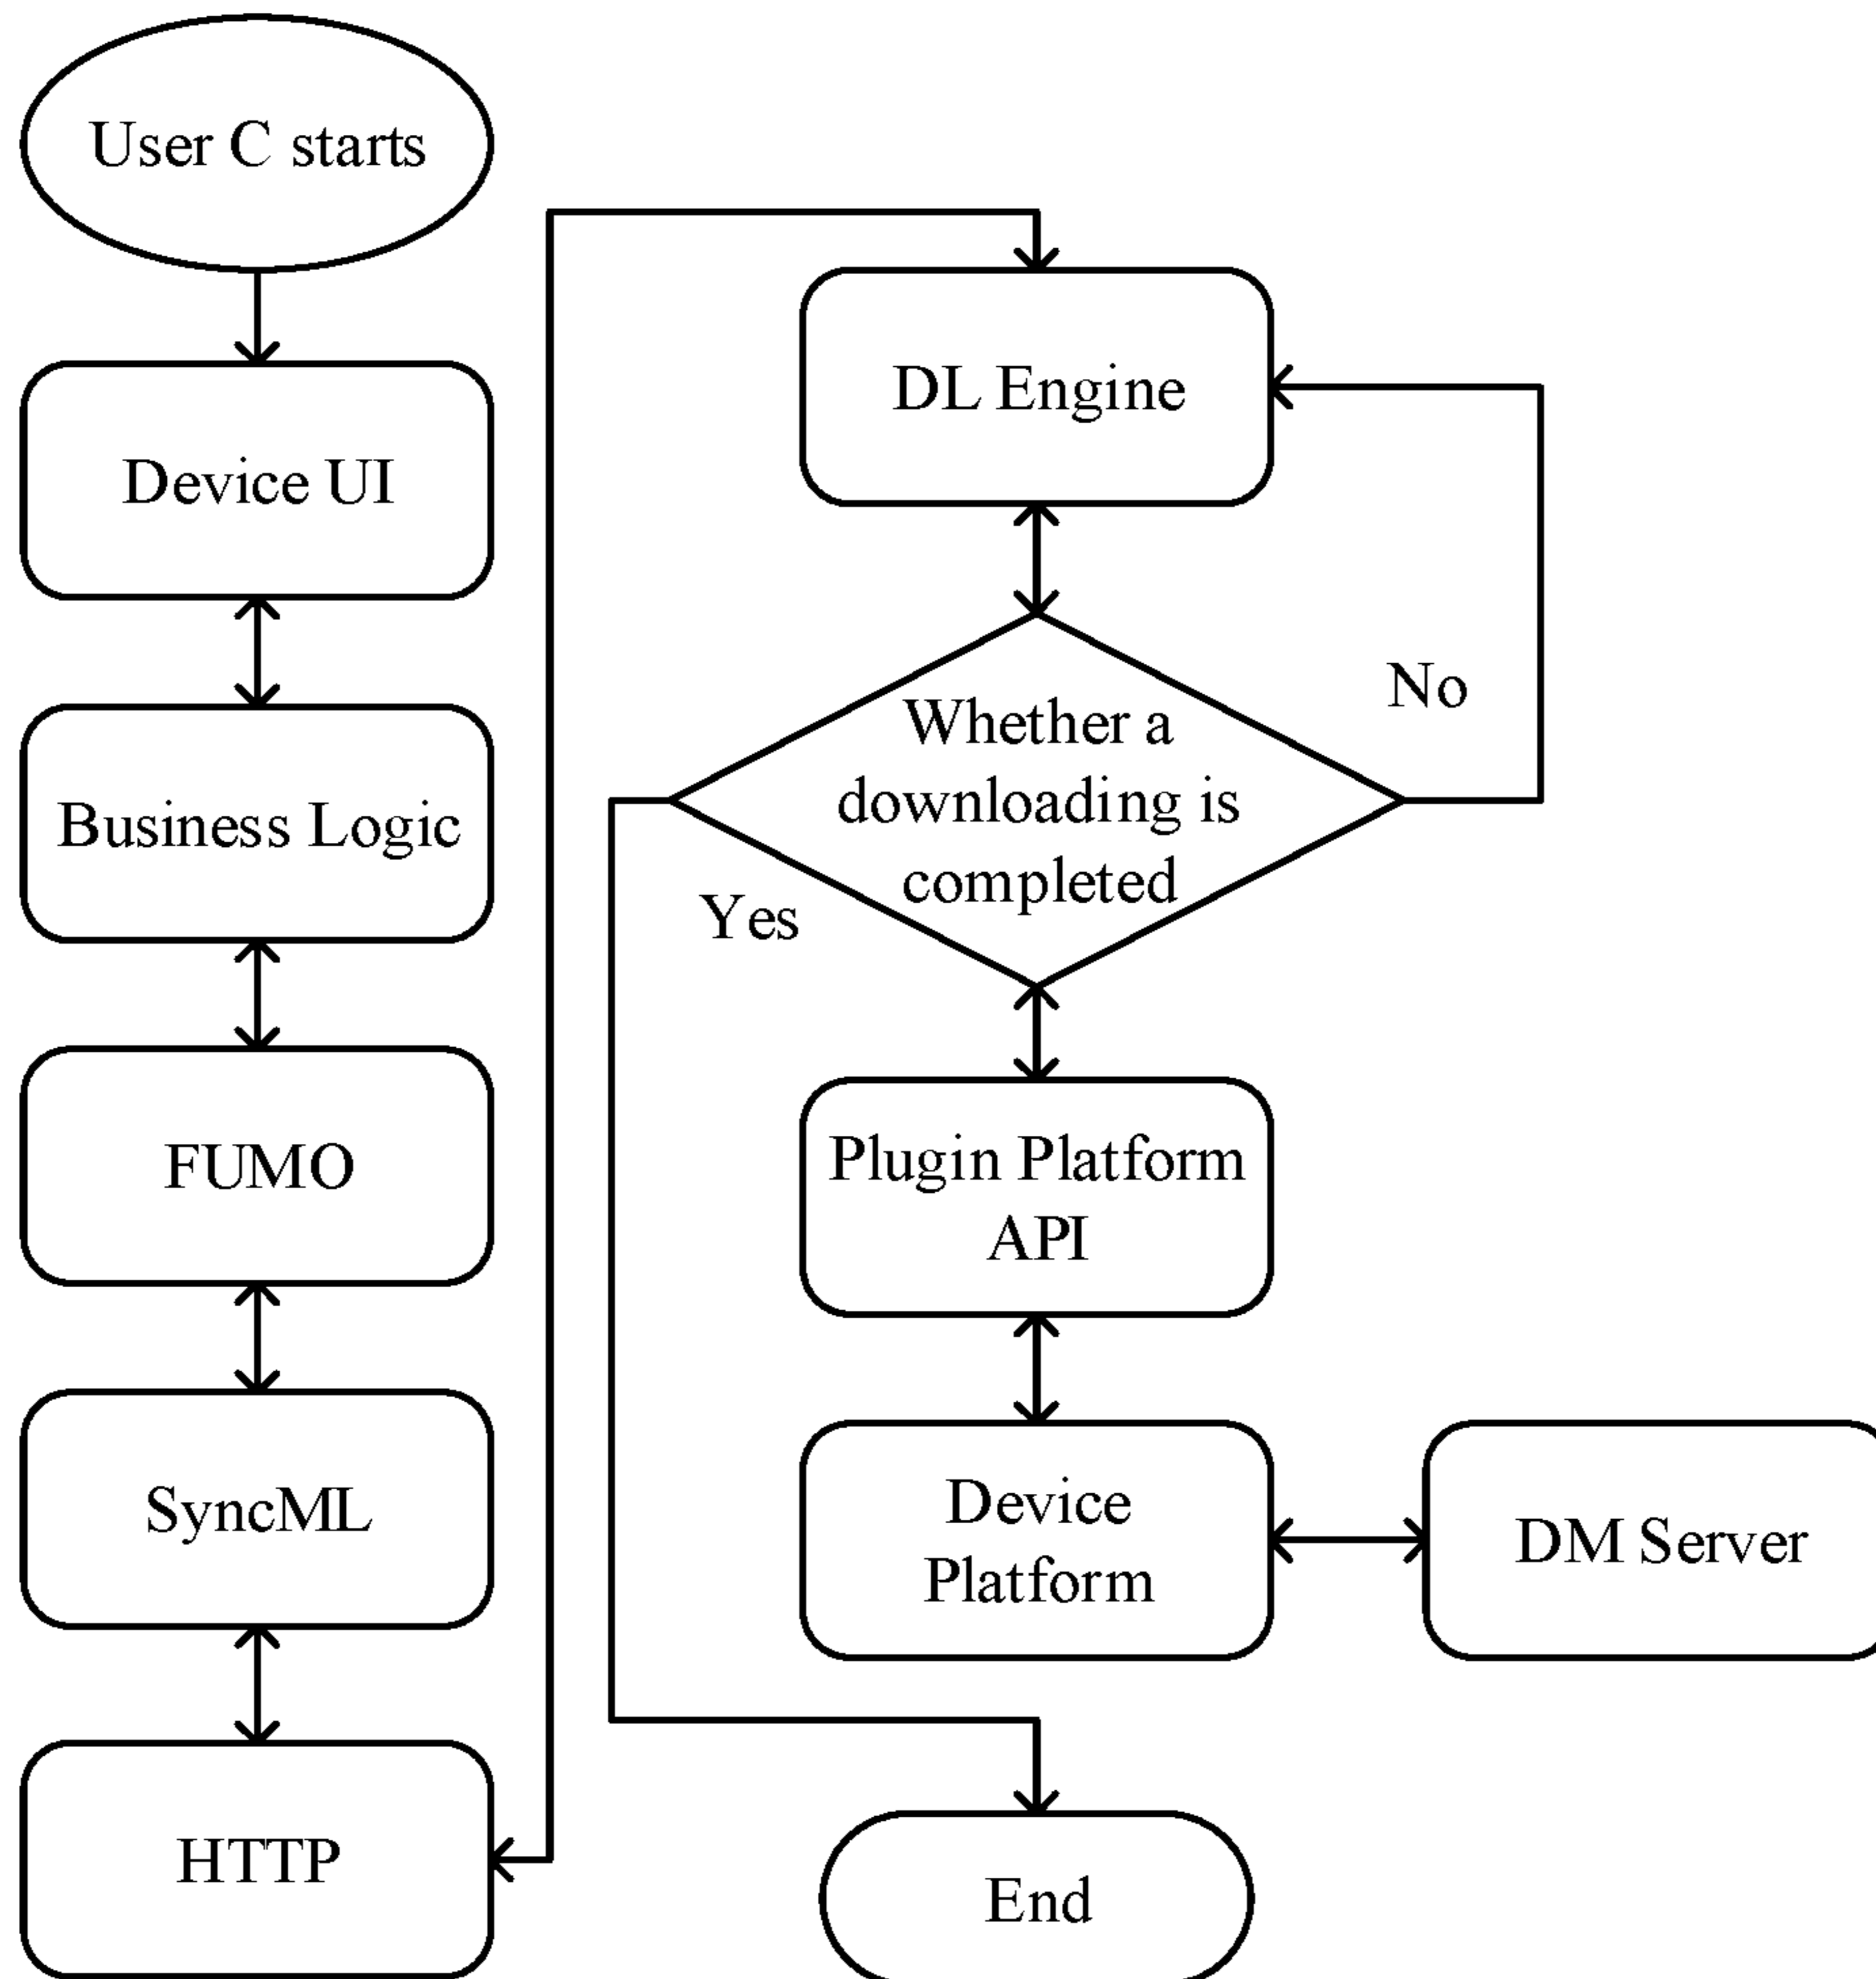 User C starts
Device UI
Business Logic
FUMO
SyncML
HTTP
DL Engine
Whether a
downloading is
completed
No
Yes
Plugin Platform
API
Device
Platform
DM Server
End